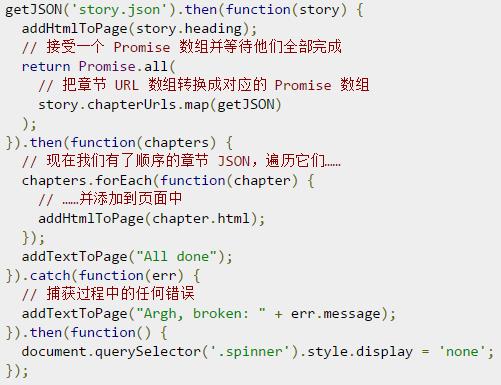 getJSON('story.json').then(function(story) {
  addHtmlToPage(story.heading);
  // 接受一个 Promise 数组并等待他们全部完成
  return Promise.all(
    // 把章节 URL 数组转换成对应的 Promise 数组
    story.chapterUrls.map(getJSON)
  );
}).then(function(chapters) {
  // 现在我们有了顺序的章节 JSON，遍历它们……
  chapters.forEach(function(chapter) {
    // ……并添加到页面中
    addHtmlToPage(chapter.html);
  });
  addTextToPage("All done");
}).catch(function(err) {
  // 捕获过程中的任何错误
  addTextToPage("Argh, broken: " + err.message);
}).then(function() {
  document.querySelector('.spinner').style.display = 'none';
});